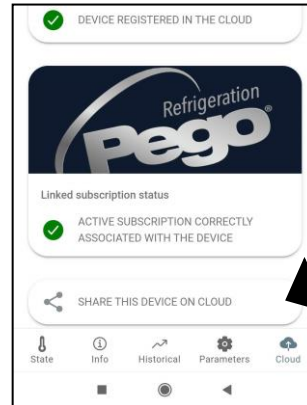 DEVICE REGISTERED IN THE CLOUD
Refrigeration
Pego®
Linked subscription status
ACTIVE SUBSCRIPTION CORRECTLY
ASSOCIATED WITH THE DEVICE
SHARE THIS DEVICE ON CLOUD
State Info Historical Parameters Cloud